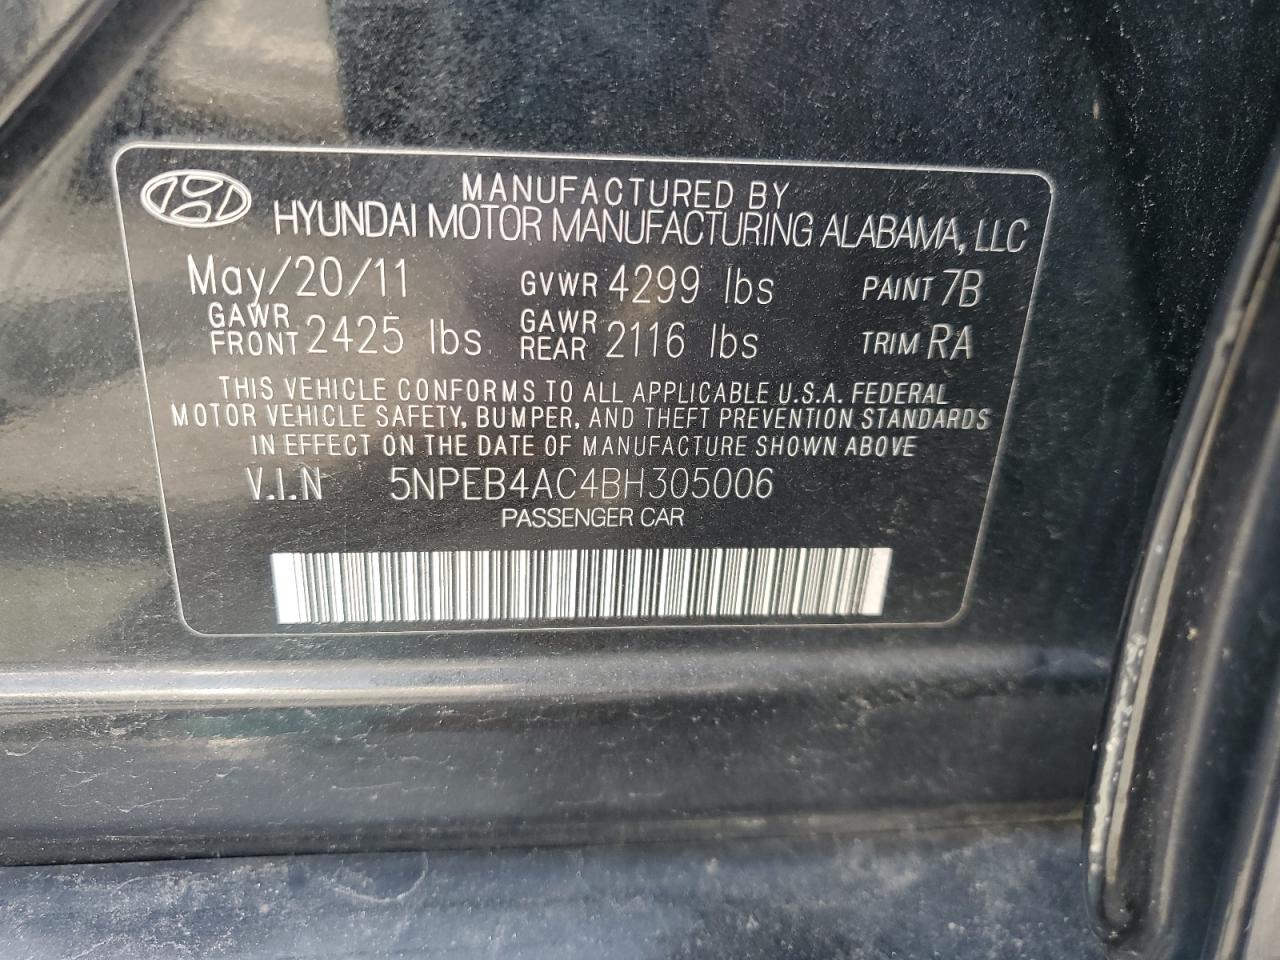 MANUFACTURED BY
HYUNDAI MOTOR MANUFACTURING ALABAMA, LLC
May/20/11 GVWR 4299 lbs PAINT 7B
GAWR FRONT 2425 lbs GAWR REAR 2116 lbs TRIM RA
THIS VEHICLE CONFORMS TO ALL APPLICABLE U.S.A. FEDERAL
MOTOR VEHICLE SAFETY, BUMPER, AND THEFT PREVENTION STANDARDS
IN EFFECT ON THE DATE OF MANUFACTURE SHOWN ABOVE
V.I.N 5NPEB4AC4BH305006
PASSENGER CAR